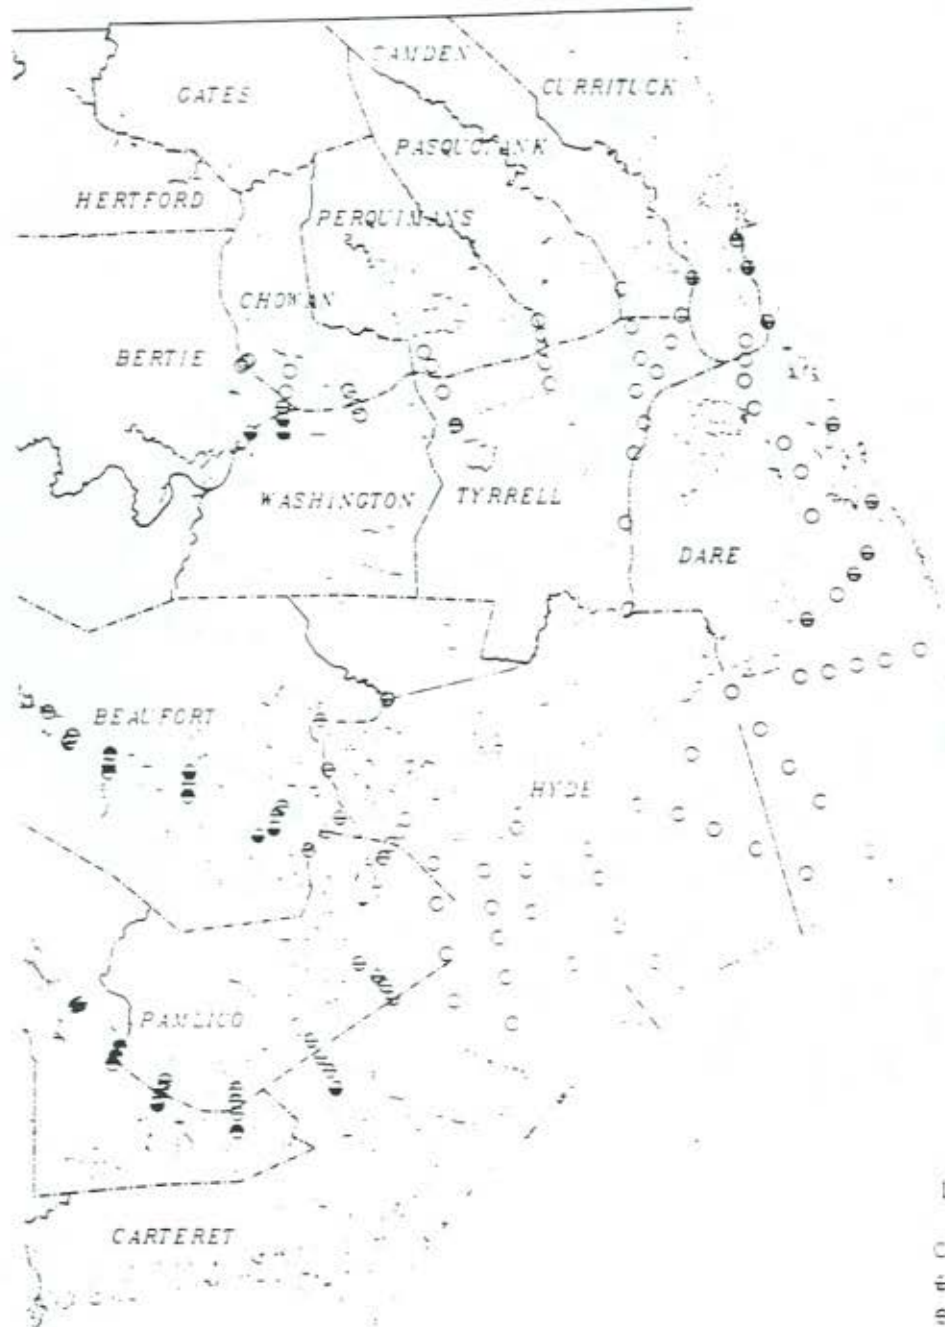 CAMDEN
CURRITUCK
GATES
PASQUOTANK
HERTFORD
PERQUIMANS
CHOWAN
BERTIE
WASHINGTON
TYRRELL
DARE
BEAUFORT
HYDE
PAMLICO
CARTERET